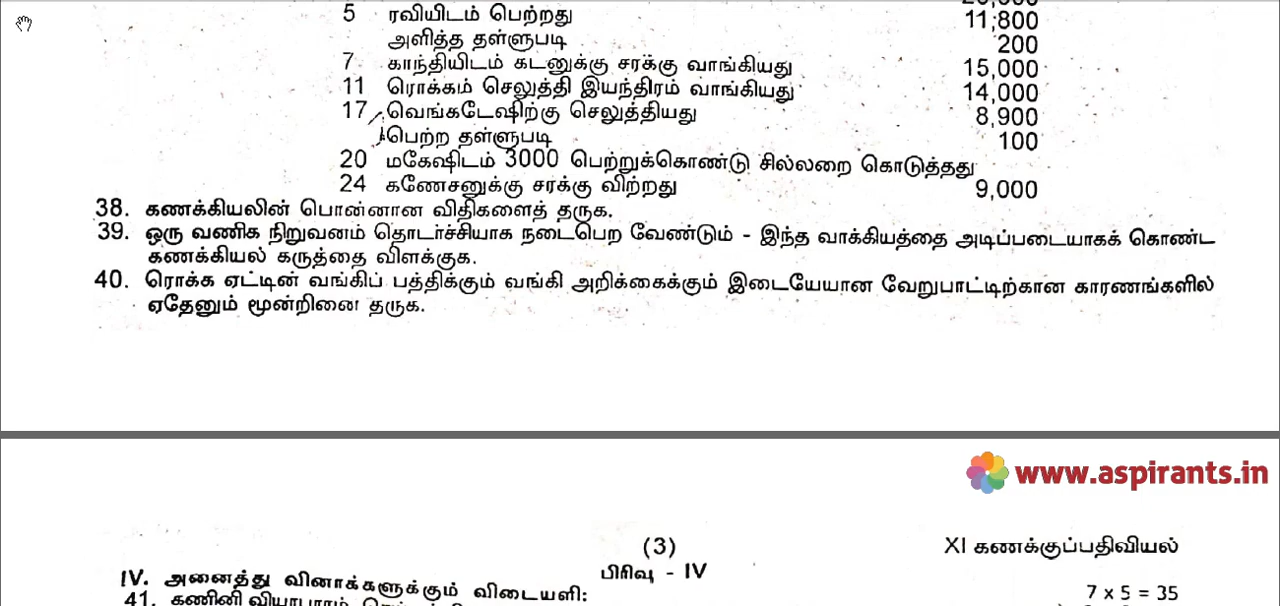 5 ரவியிடம் பெற்றது 11,800
அளித்த தள்ளுபடி 200
7 காந்தியிடம் கடனுக்கு சரக்கு வாங்கியது 15,000
11 ரொக்கம் செலுத்தி இயந்திரம் வாங்கியது 14,000
17 வெங்கடேஷிற்கு செலுத்தியது 8,900
பெற்ற தள்ளுபடி 100
20 மகேஷிடம் 3000 பெற்றுக்கொண்டு சில்லறை கொடுத்தது
24 கணேசனுக்கு சரக்கு விற்றது 9,000
38. கணக்கியலின் பொன்னான விதிகளைத் தருக.
39. ஒரு வணிக நிறுவனம் தொடர்ச்சியாக நடைபெற வேண்டும் - இந்த வாக்கியத்தை அடிப்படையாகக் கொண்ட
கணக்கியல் கருத்தை விளக்குக.
40. ரொக்க ஏட்டின் வங்கிப் பத்திக்கும் வங்கி அறிக்கைக்கும் இடையேயான வேறுபாட்டிற்கான காரணங்களில்
ஏதேனும் மூன்றினை தருக.
www.aspirants.in
(3) XI கணக்குப்பதிவியல்
பிரிவு - IV
IV. அனைத்து வினாக்களுக்கும் விடையளி:
7 x 5 = 35
41. கணினி வியாபாரம்